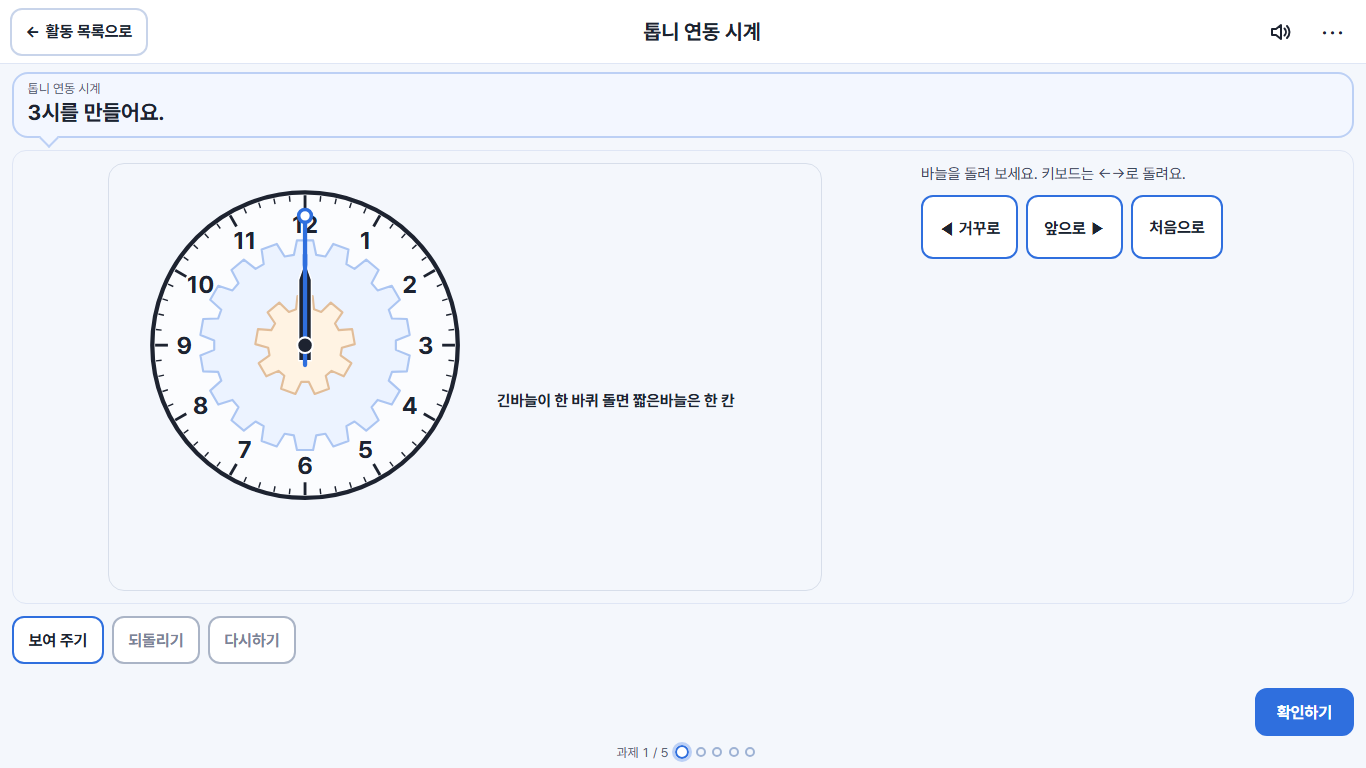 ← 활동 목록으로
톱니 연동 시계
톱니 연동 시계
3시를 만들어요.
12
1
2
3
4
5
6
7
8
9
10
11
긴바늘이 한 바퀴 돌면 짧은바늘은 한 칸
바늘을 돌려 보세요. 키보드는 ←→로 돌려요.
◀ 거꾸로
앞으로 ▶
처음으로
보여 주기
되돌리기
다시하기
확인하기
과제 1 / 5